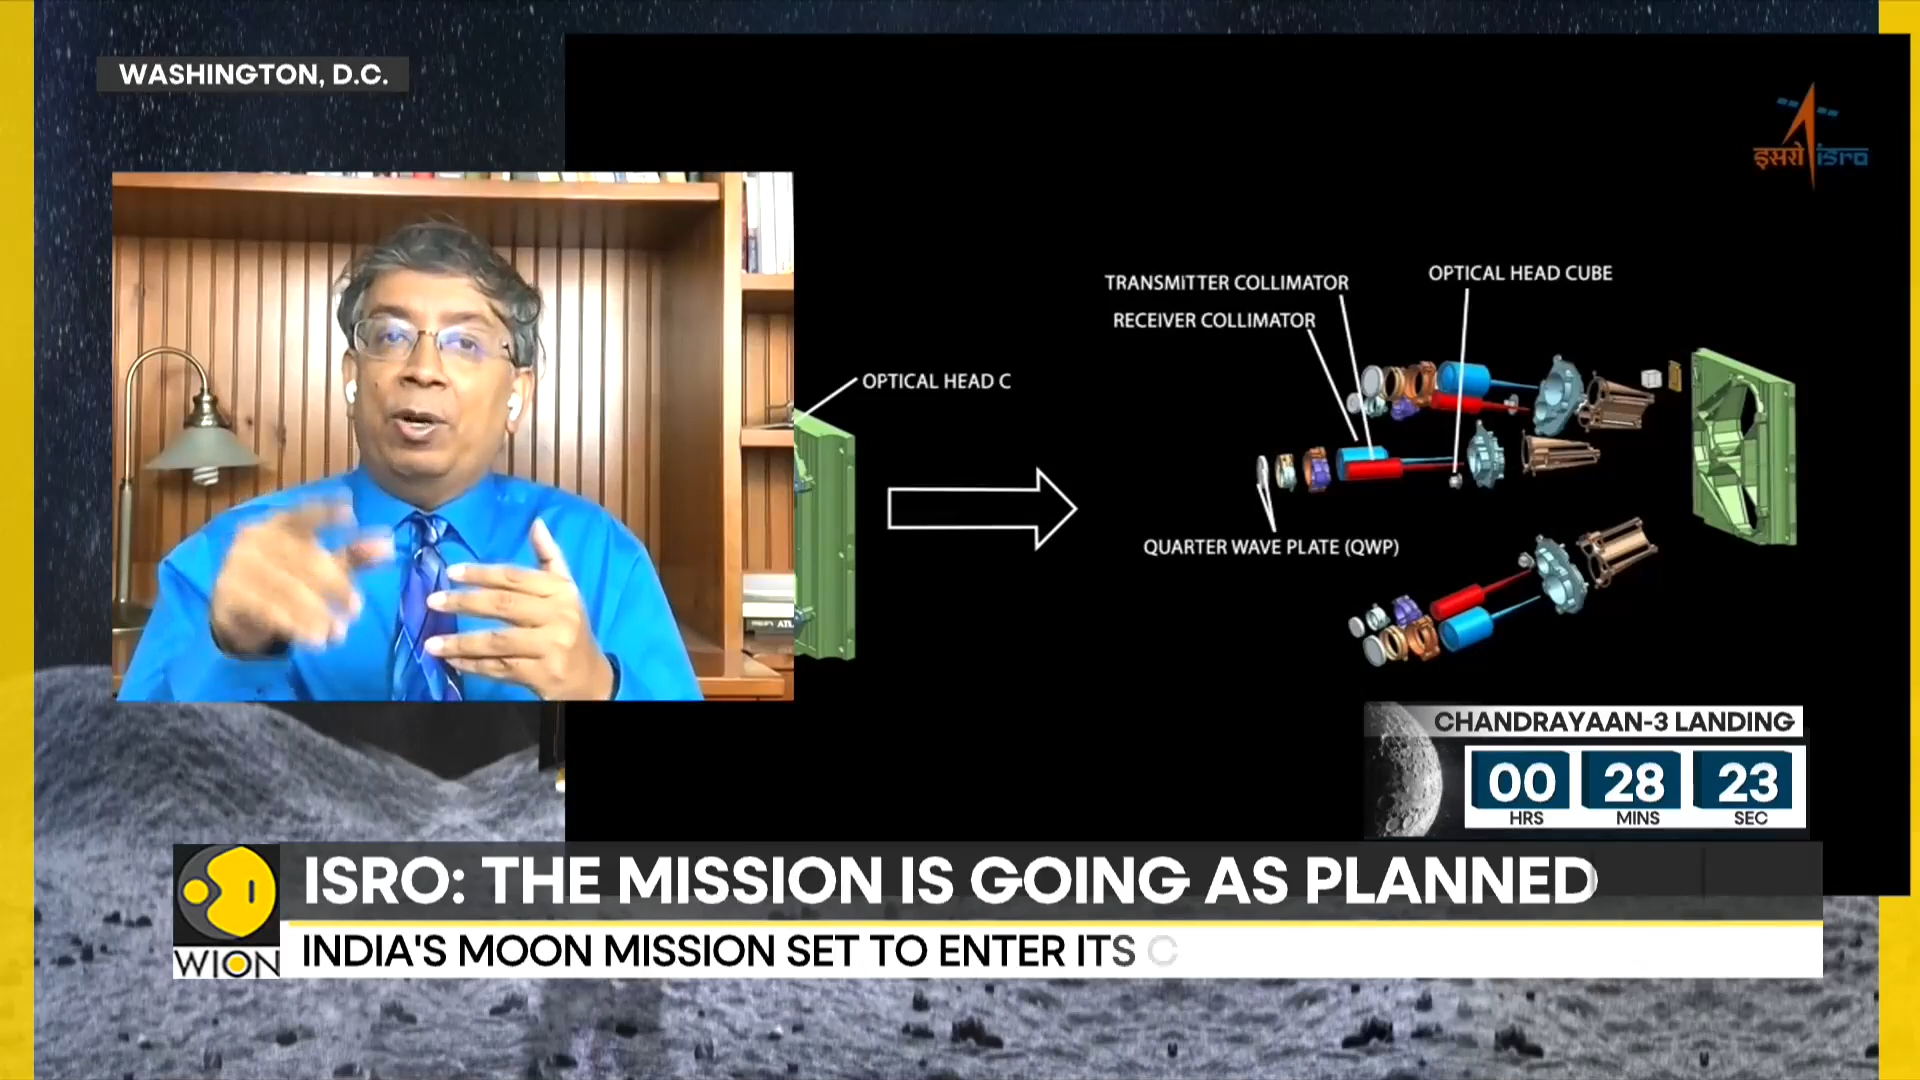 WASHINGTON, D.C.
इसरो isro
TRANSMITTER COLLIMATOR
OPTICAL HEAD CUBE
RECEIVER COLLIMATOR
OPTICAL HEAD C
QUARTER WAVE PLATE (QWP)
CHANDRAYAAN-3 LANDING
00 28 23
HRS MINS SEC
ISRO: THE MISSION IS GOING AS PLANNED
INDIA'S MOON MISSION SET TO ENTER ITS C
WION